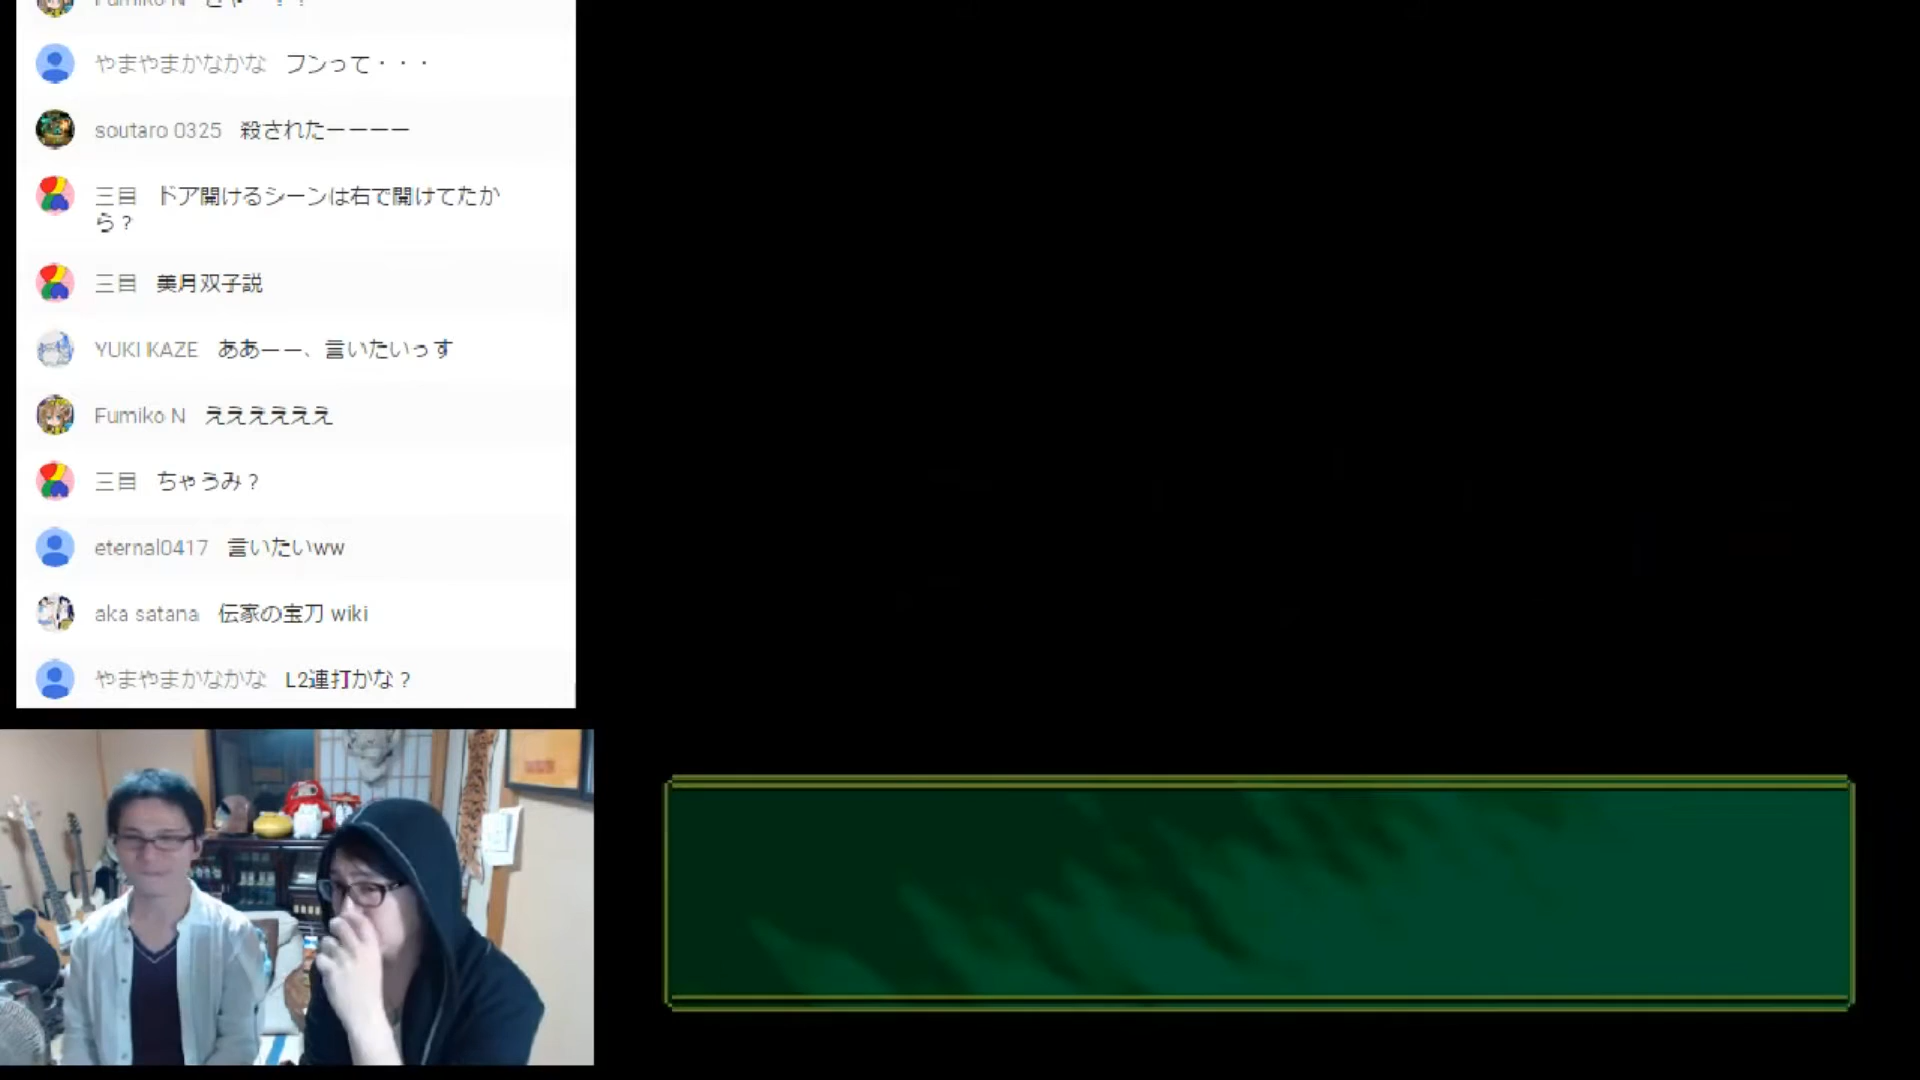 Fumiko N
やまやまかなかな フンって・・・
soutaro 0325 殺されたーーーー
三目 ドア開けるシーンは右で開けてたか
ら？
三目 美月双子説
YUKI KAZE ああーー、言いたいっす
Fumiko N ええええええ
三目 ちゃうみ？
eternal0417 言いたいww
aka satana 伝家の宝刀 wiki
やまやまかなかな L2連打かな？